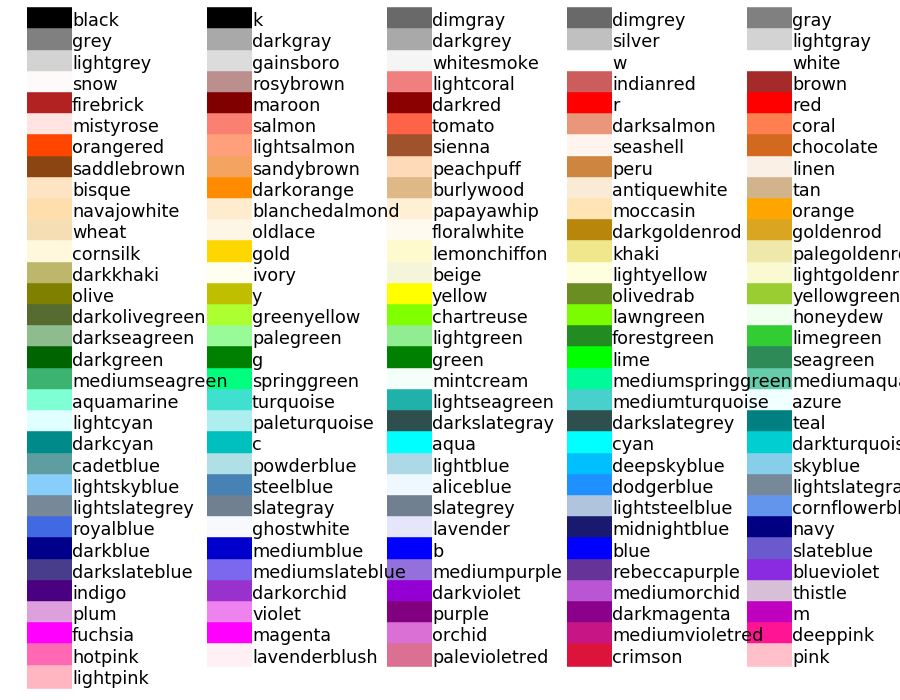 black k dimgray dimgrey gray
grey darkgray darkgrey silver lightgray
lightgrey gainsboro whitesmoke w white
snow rosybrown lightcoral indianred brown
firebrick maroon darkred r red
mistyrose salmon tomato darksalmon coral
orangered lightsalmon sienna seashell chocolate
saddlebrown sandybrown peachpuff peru linen
bisque darkorange burlywood antiquewhite tan
navajowhite blanchedalmond papayawhip moccasin orange
wheat oldlace floralwhite darkgoldenrod goldenrod
cornsilk gold lemonchiffon khaki palegoldenr
darkkhaki ivory beige lightyellow lightgoldenr
olive y yellow olivedrab yellowgreen
darkolivegreen greenyellow chartreuse lawngreen honeydew
darkseagreen palegreen lightgreen forestgreen limegreen
darkgreen g green lime seagreen
mediumseagreen springgreen mintcream mediumspringgreen mediumaqua
aquamarine turquoise lightseagreen mediumturquoise azure
lightcyan paleturquoise darkslategray darkslategrey teal
darkcyan c aqua cyan darkturquois
cadetblue powderblue lightblue deepskyblue skyblue
lightskyblue steelblue aliceblue dodgerblue lightslategra
lightslategrey slategray slategrey lightsteelblue cornflowerbl
royalblue ghostwhite lavender midnightblue navy
darkblue mediumblue b blue slateblue
darkslateblue mediumslateblue mediumpurple rebeccapurple blueviolet
indigo darkorchid darkviolet mediumorchid thistle
plum violet purple darkmagenta m
fuchsia magenta orchid mediumvioletred deeppink
hotpink lavenderblush palevioletred crimson pink
lightpink